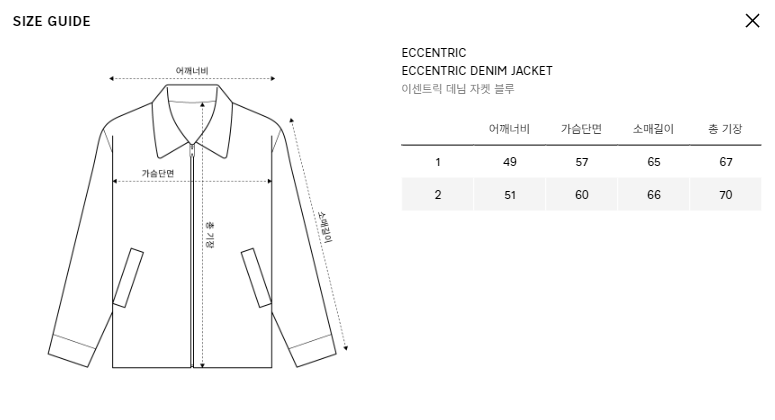 SIZE GUIDE
ECCENTRIC
ECCENTRIC DENIM JACKET
이센트릭 데님 자켓 블루
어깨너비
가슴단면
총 기장
소매길이
어깨너비 가슴단면 소매길이 총 기장
1 49 57 65 67
2 51 60 66 70